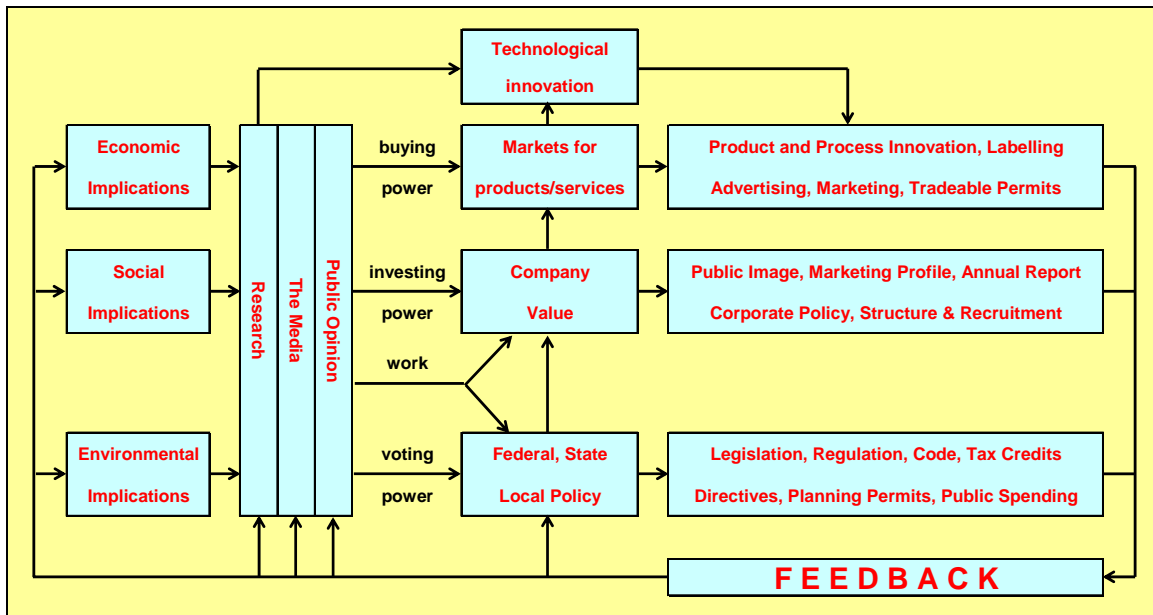 Technological
innovation
Economic
Implications
buying
power
Markets for
products/services
Product and Process Innovation, Labelling
Advertising, Marketing, Tradeable Permits
Social
Implications
Research
The Media
Public Opinion
investing
power
Company
Value
Public Image, Marketing Profile, Annual Report
Corporate Policy, Structure & Recruitment
work
Environmental
Implications
voting
power
Federal, State
Local Policy
Legislation, Regulation, Code, Tax Credits
Directives, Planning Permits, Public Spending
FEEDBACK